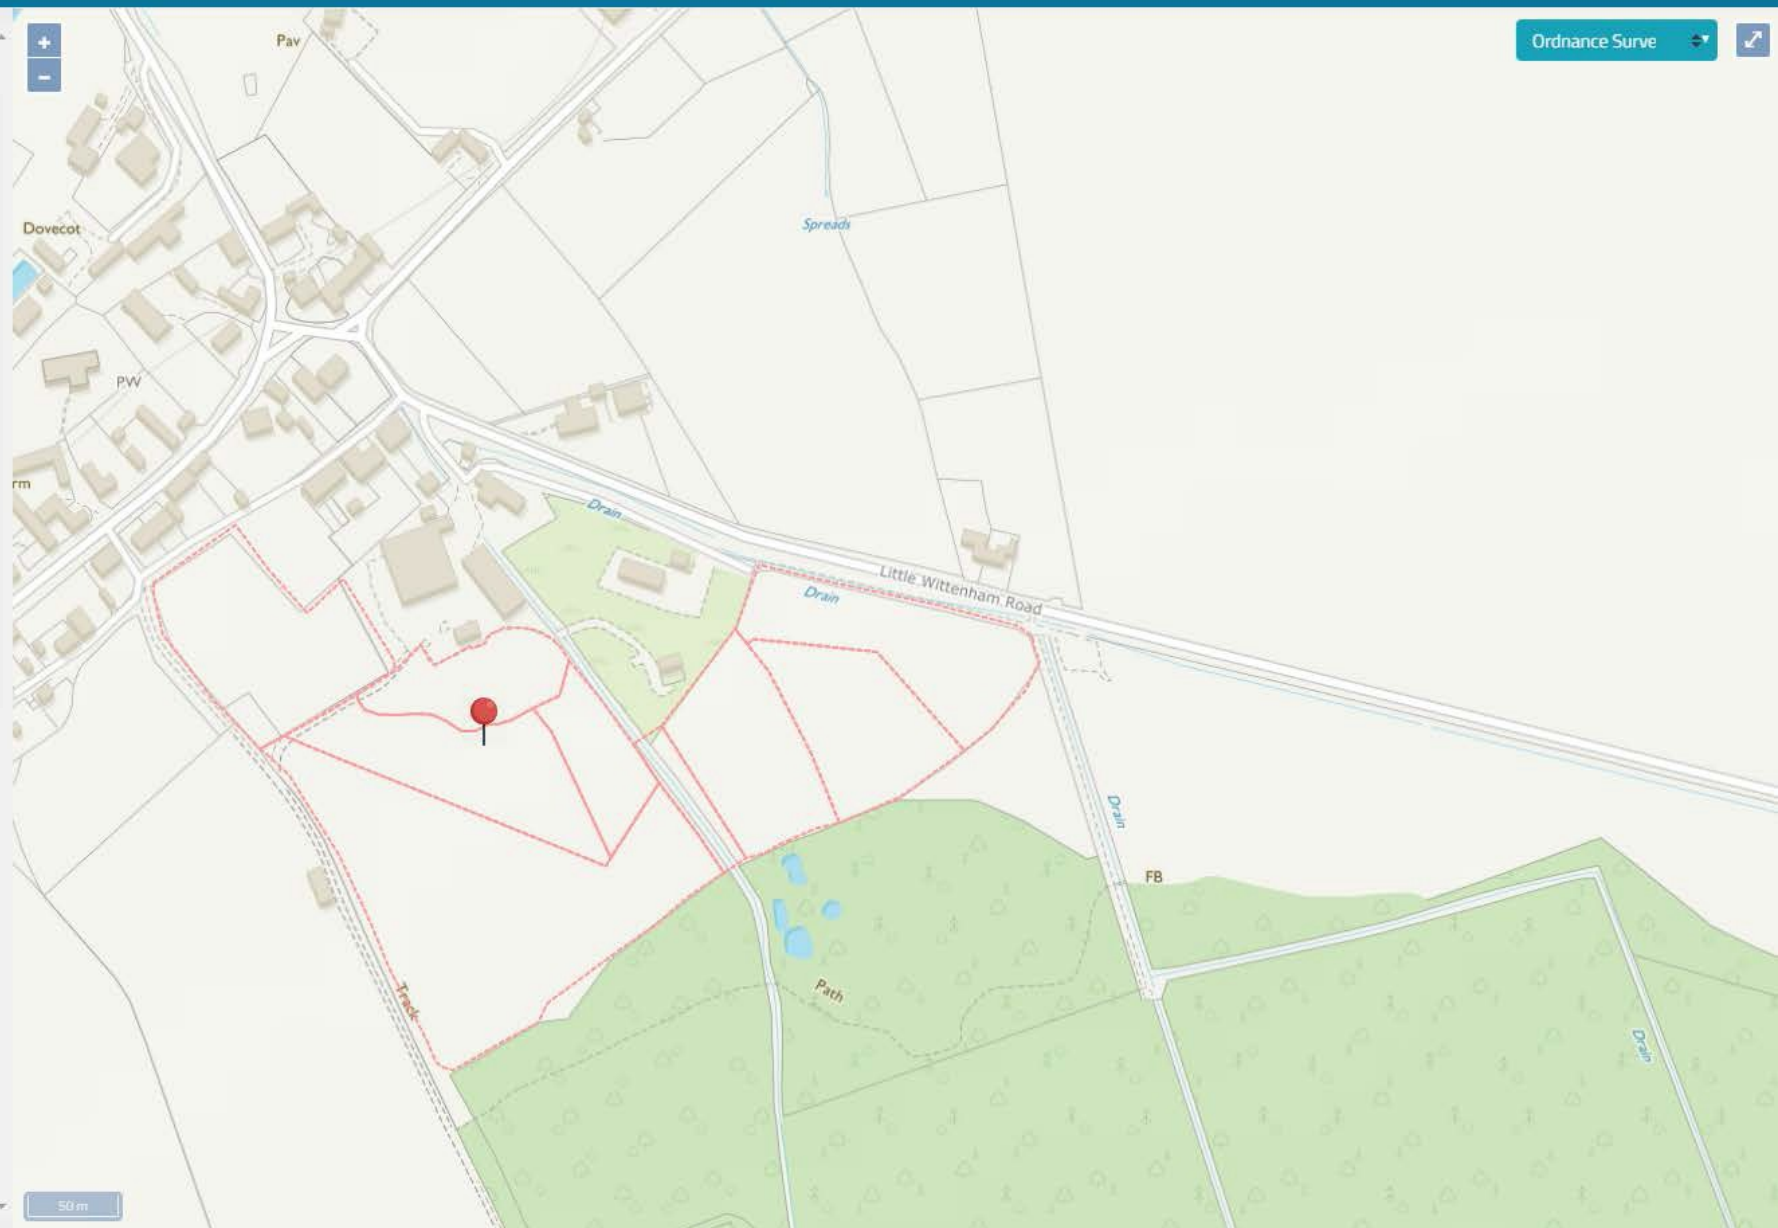 +
Pav
Ordnance Surve
−
Dovecot
Spreads
PW
rm
Drain
Little Wittenham Road
Drain
Drain
FB
Path
Track
Drain
50 m